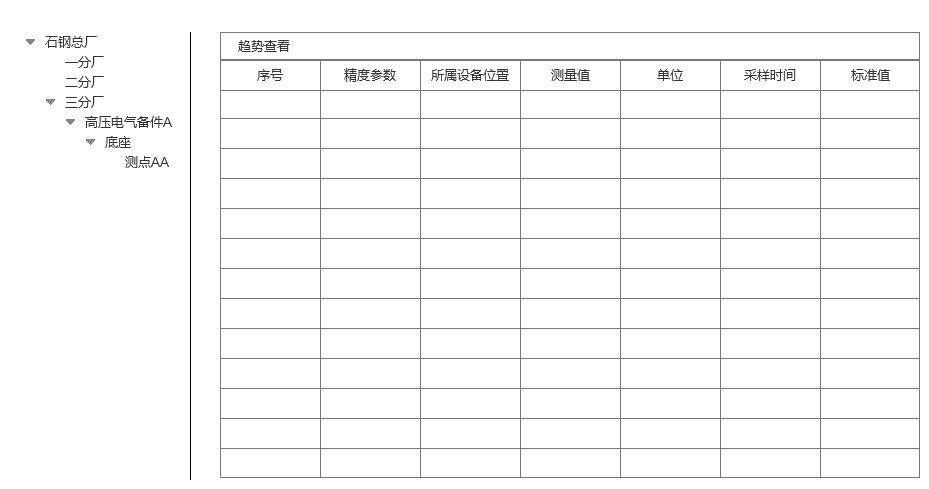 石钢总厂
一分厂
二分厂
三分厂
高压电气备件A
底座
测点AA
趋势查看
序号 精度参数 所属设备位置 测量值 单位 采样时间 标准值